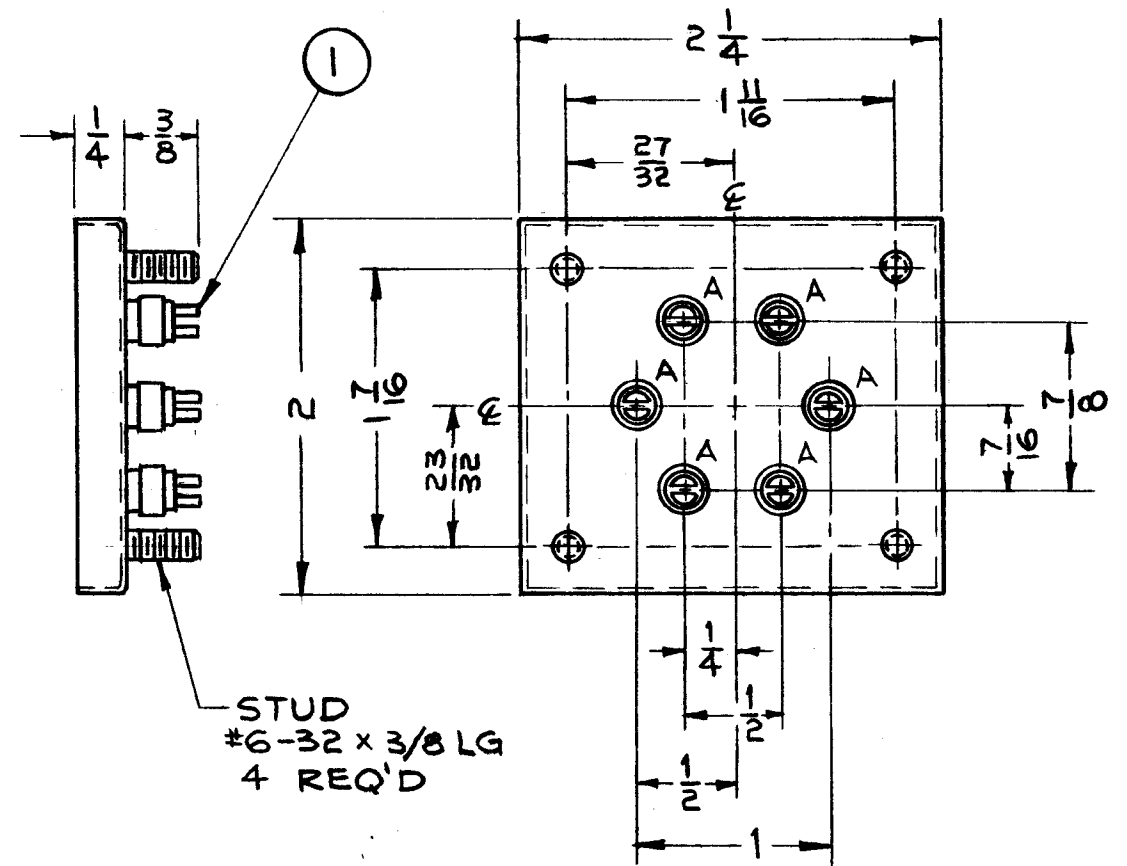 1
2 1/4
1 11/16
27/32
1/4
3/8
℄
A
A
A
A
A
A
℄
2
1 7/16
23/32
7/8
7/16
1/4
1/2
1/2
1
STUD
#6-32 x 3/8 LG
4 REQ'D